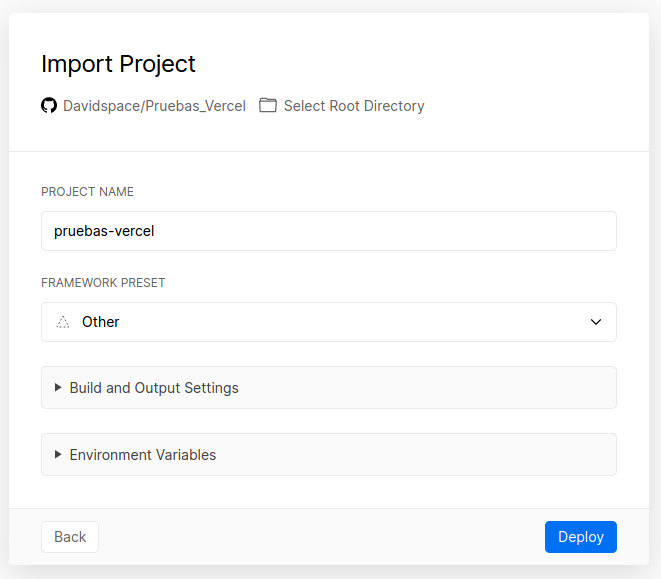 Import Project
Davidspace/Pruebas_Vercel Select Root Directory
PROJECT NAME
pruebas-vercel
FRAMEWORK PRESET
Other
Build and Output Settings
Environment Variables
Back Deploy